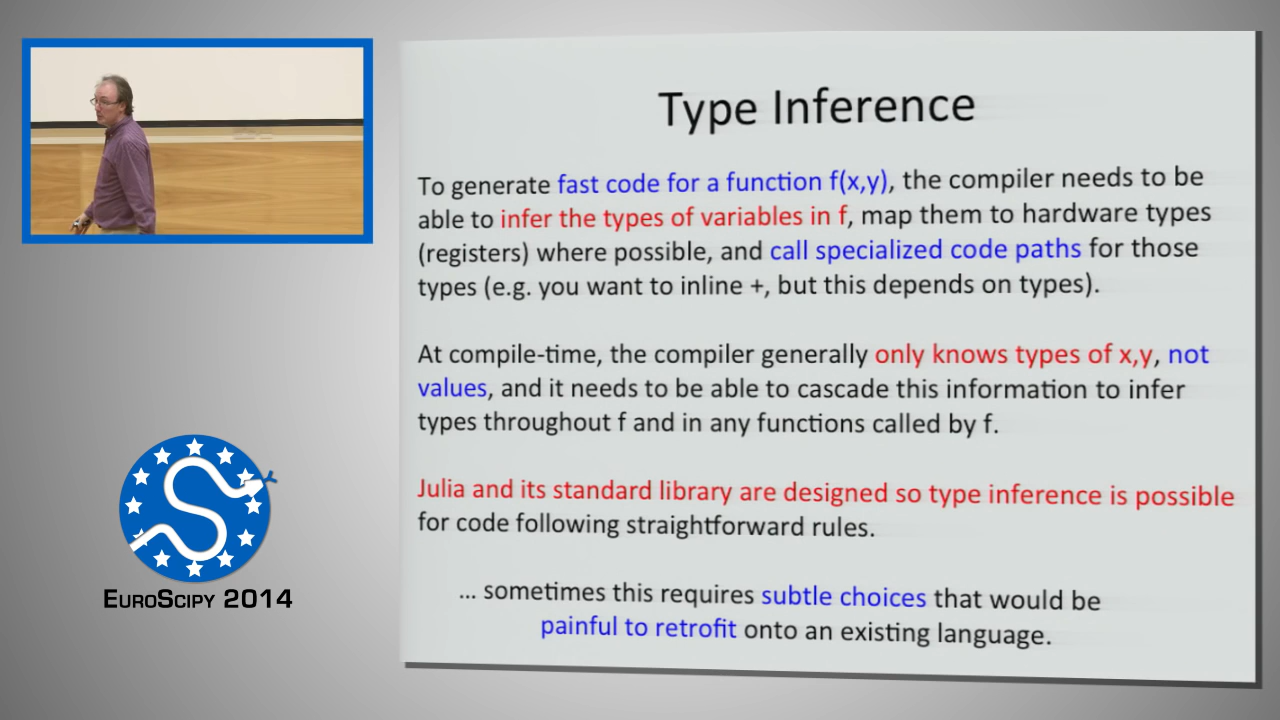 Type Inference
To generate fast code for a function f(x,y), the compiler needs to be
able to infer the types of variables in f, map them to hardware types
(registers) where possible, and call specialized code paths for those
types (e.g. you want to inline +, but this depends on types).
At compile-time, the compiler generally only knows types of x,y, not
values, and it needs to be able to cascade this information to infer
types throughout f and in any functions called by f.
Julia and its standard library are designed so type inference is possible
for code following straightforward rules.
... sometimes this requires subtle choices that would be
painful to retrofit onto an existing language.
EUROSCIPY 2014